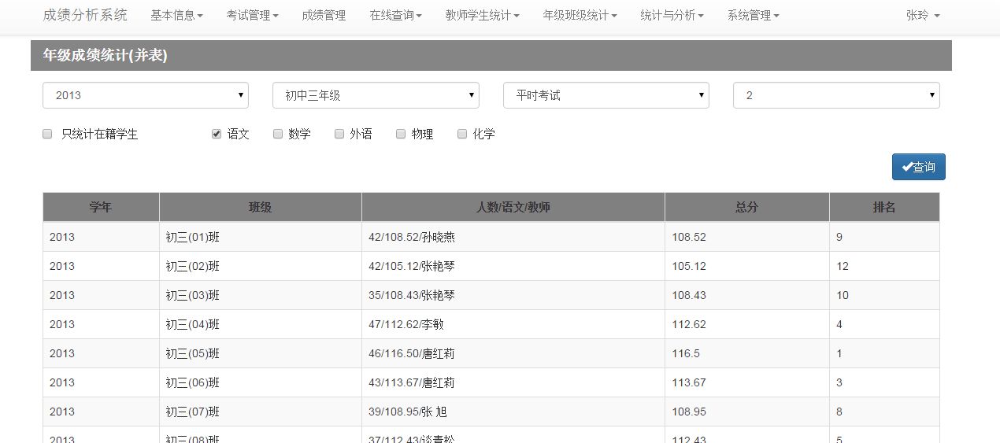 成绩分析系统 基本信息 考试管理 成绩管理 在线查询 教师学生统计 年级班级统计 统计与分析 系统管理 张玲
年级成绩统计(并表)
2013 初中三年级 平时考试 2
只统计在籍学生 语文 数学 外语 物理 化学
查询
学年 班级 人数/语文/教师 总分 排名
2013 初三(01)班 42/108.52/孙晓燕 108.52 9
2013 初三(02)班 42/105.12/张艳琴 105.12 12
2013 初三(03)班 35/108.43/张艳琴 108.43 10
2013 初三(04)班 47/112.62/李敏 112.62 4
2013 初三(05)班 46/116.50/唐红莉 116.5 1
2013 初三(06)班 43/113.67/唐红莉 113.67 3
2013 初三(07)班 39/108.95/张 旭 108.95 8
2013 初三(08)班 37/112.43/谈青松 112.43 5